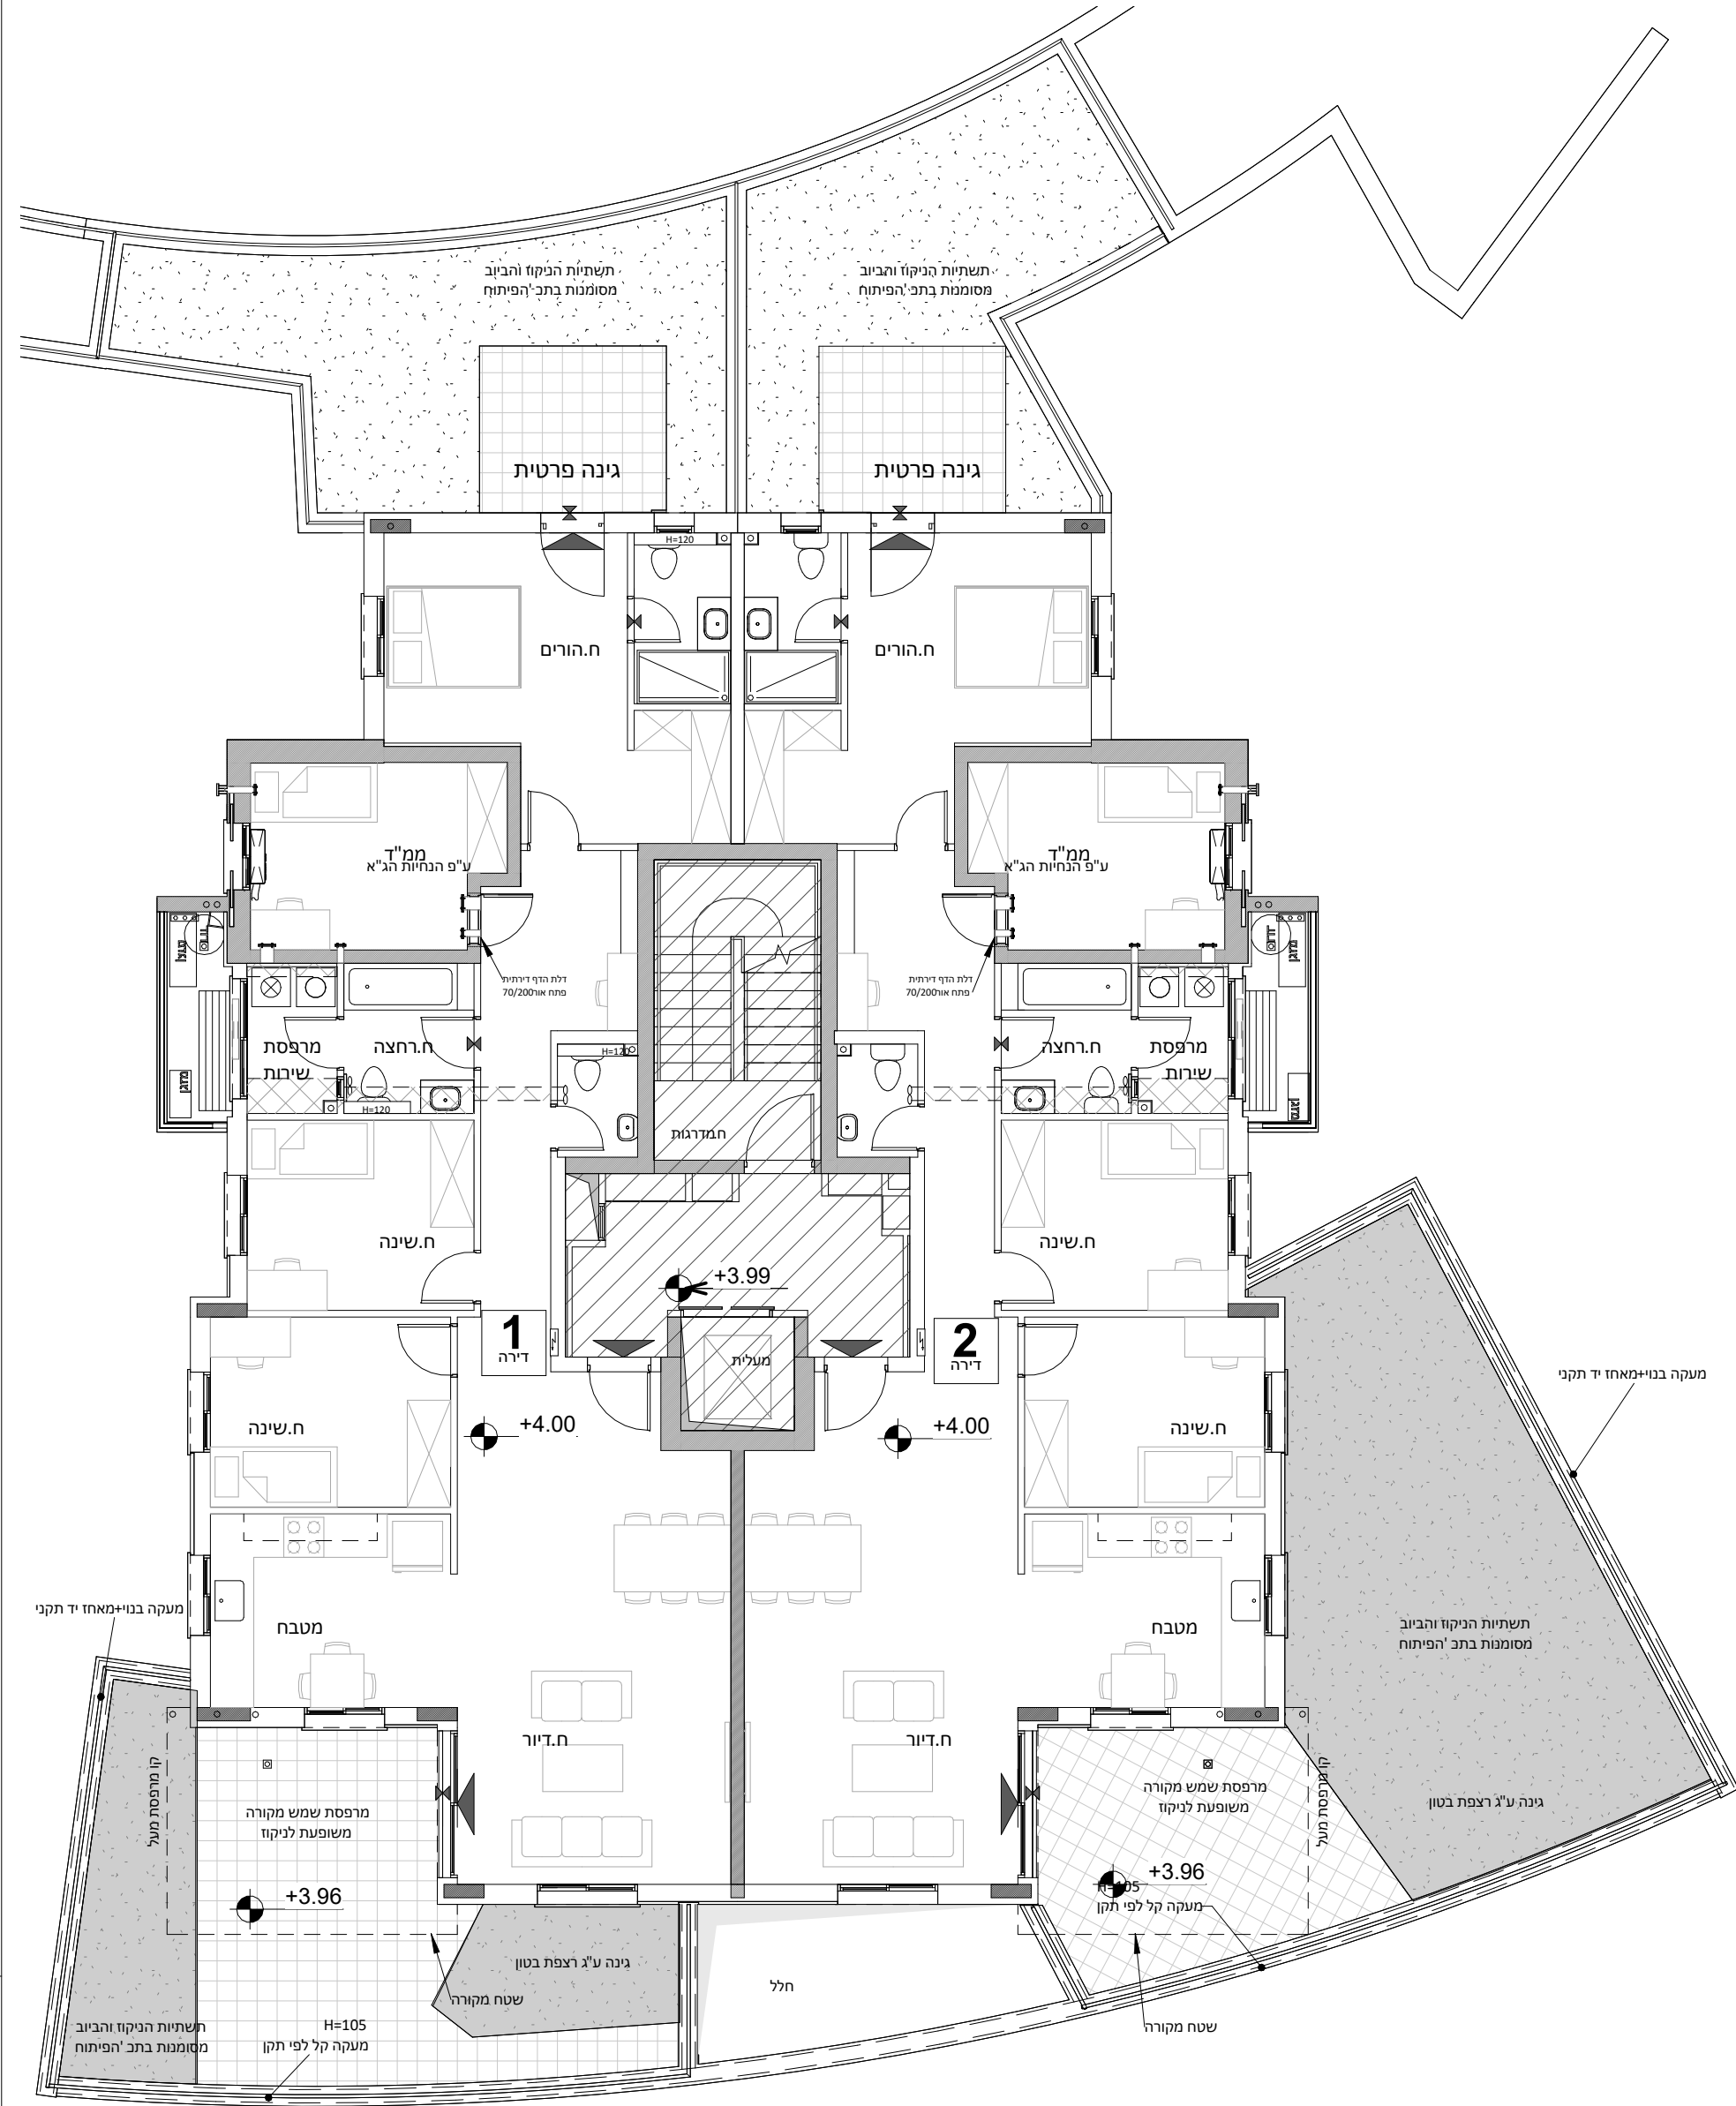 תשתיות הניקוז והביוב
מסומנות בתכ' הפיתוח
תשתיות הניקוז והביוב
מסומנות בתכ' הפיתוח
גינה פרטית
גינה פרטית
H=120
ח.הורים
ח.הורים
ממ"ד
ע"פ הנחיות הג"א
ממ"ד
ע"פ הנחיות הג"א
מזגן
מזגן
דלת הדף דירתית
פתח אור 70/200
דלת הדף דירתית
פתח אור 70/200
מרפסת
שירות
ח.רחצה
H=120
ח.רחצה
מרפסת
שירות
מזגן
מזגן
H=120
ח.מדרגות
ח.שינה
ח.שינה
+3.99
1
דירה
2
דירה
מעלית
מעקה בנוי+מאחז יד תקני
ח.שינה
+4.00
+4.00
ח.שינה
מעקה בנוי+מאחז יד תקני
מטבח
מטבח
תשתיות הניקוז והביוב
מסומנות בתכ' הפיתוח
ח.דיור
ח.דיור
קו מרפסת מעל
מרפסת שמש מקורה
משופעת לניקוז
מרפסת שמש מקורה
משופעת לניקוז
קו מרפסת מעל
גינה ע"ג רצפת בטון
+3.96
+3.96
H=105
מעקה קל לפי תקן
גינה ע"ג רצפת בטון
חלל
שטח מקורה
שטח מקורה
תשתיות הניקוז והביוב
מסומנות בתכ' הפיתוח
H=105
מעקה קל לפי תקן